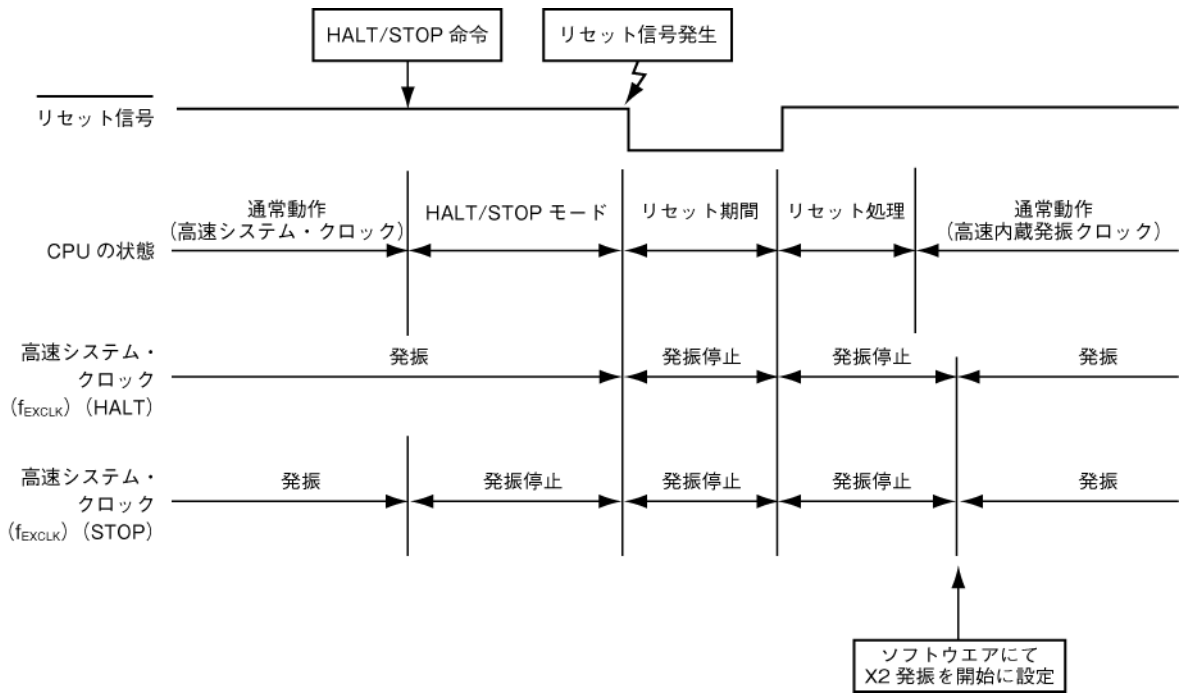 HALT/STOP 命令
リセット信号発生
リセット信号
通常動作
(高速システム・クロック)
HALT/STOP モード
リセット期間
リセット処理
通常動作
(高速内蔵発振クロック)
CPU の状態
高速システム・
クロック
(fEXCLK)(HALT)
発振
発振停止
発振停止
発振
高速システム・
クロック
(fEXCLK)(STOP)
発振
発振停止
発振停止
発振停止
発振
ソフトウエアにて
X2 発振を開始に設定